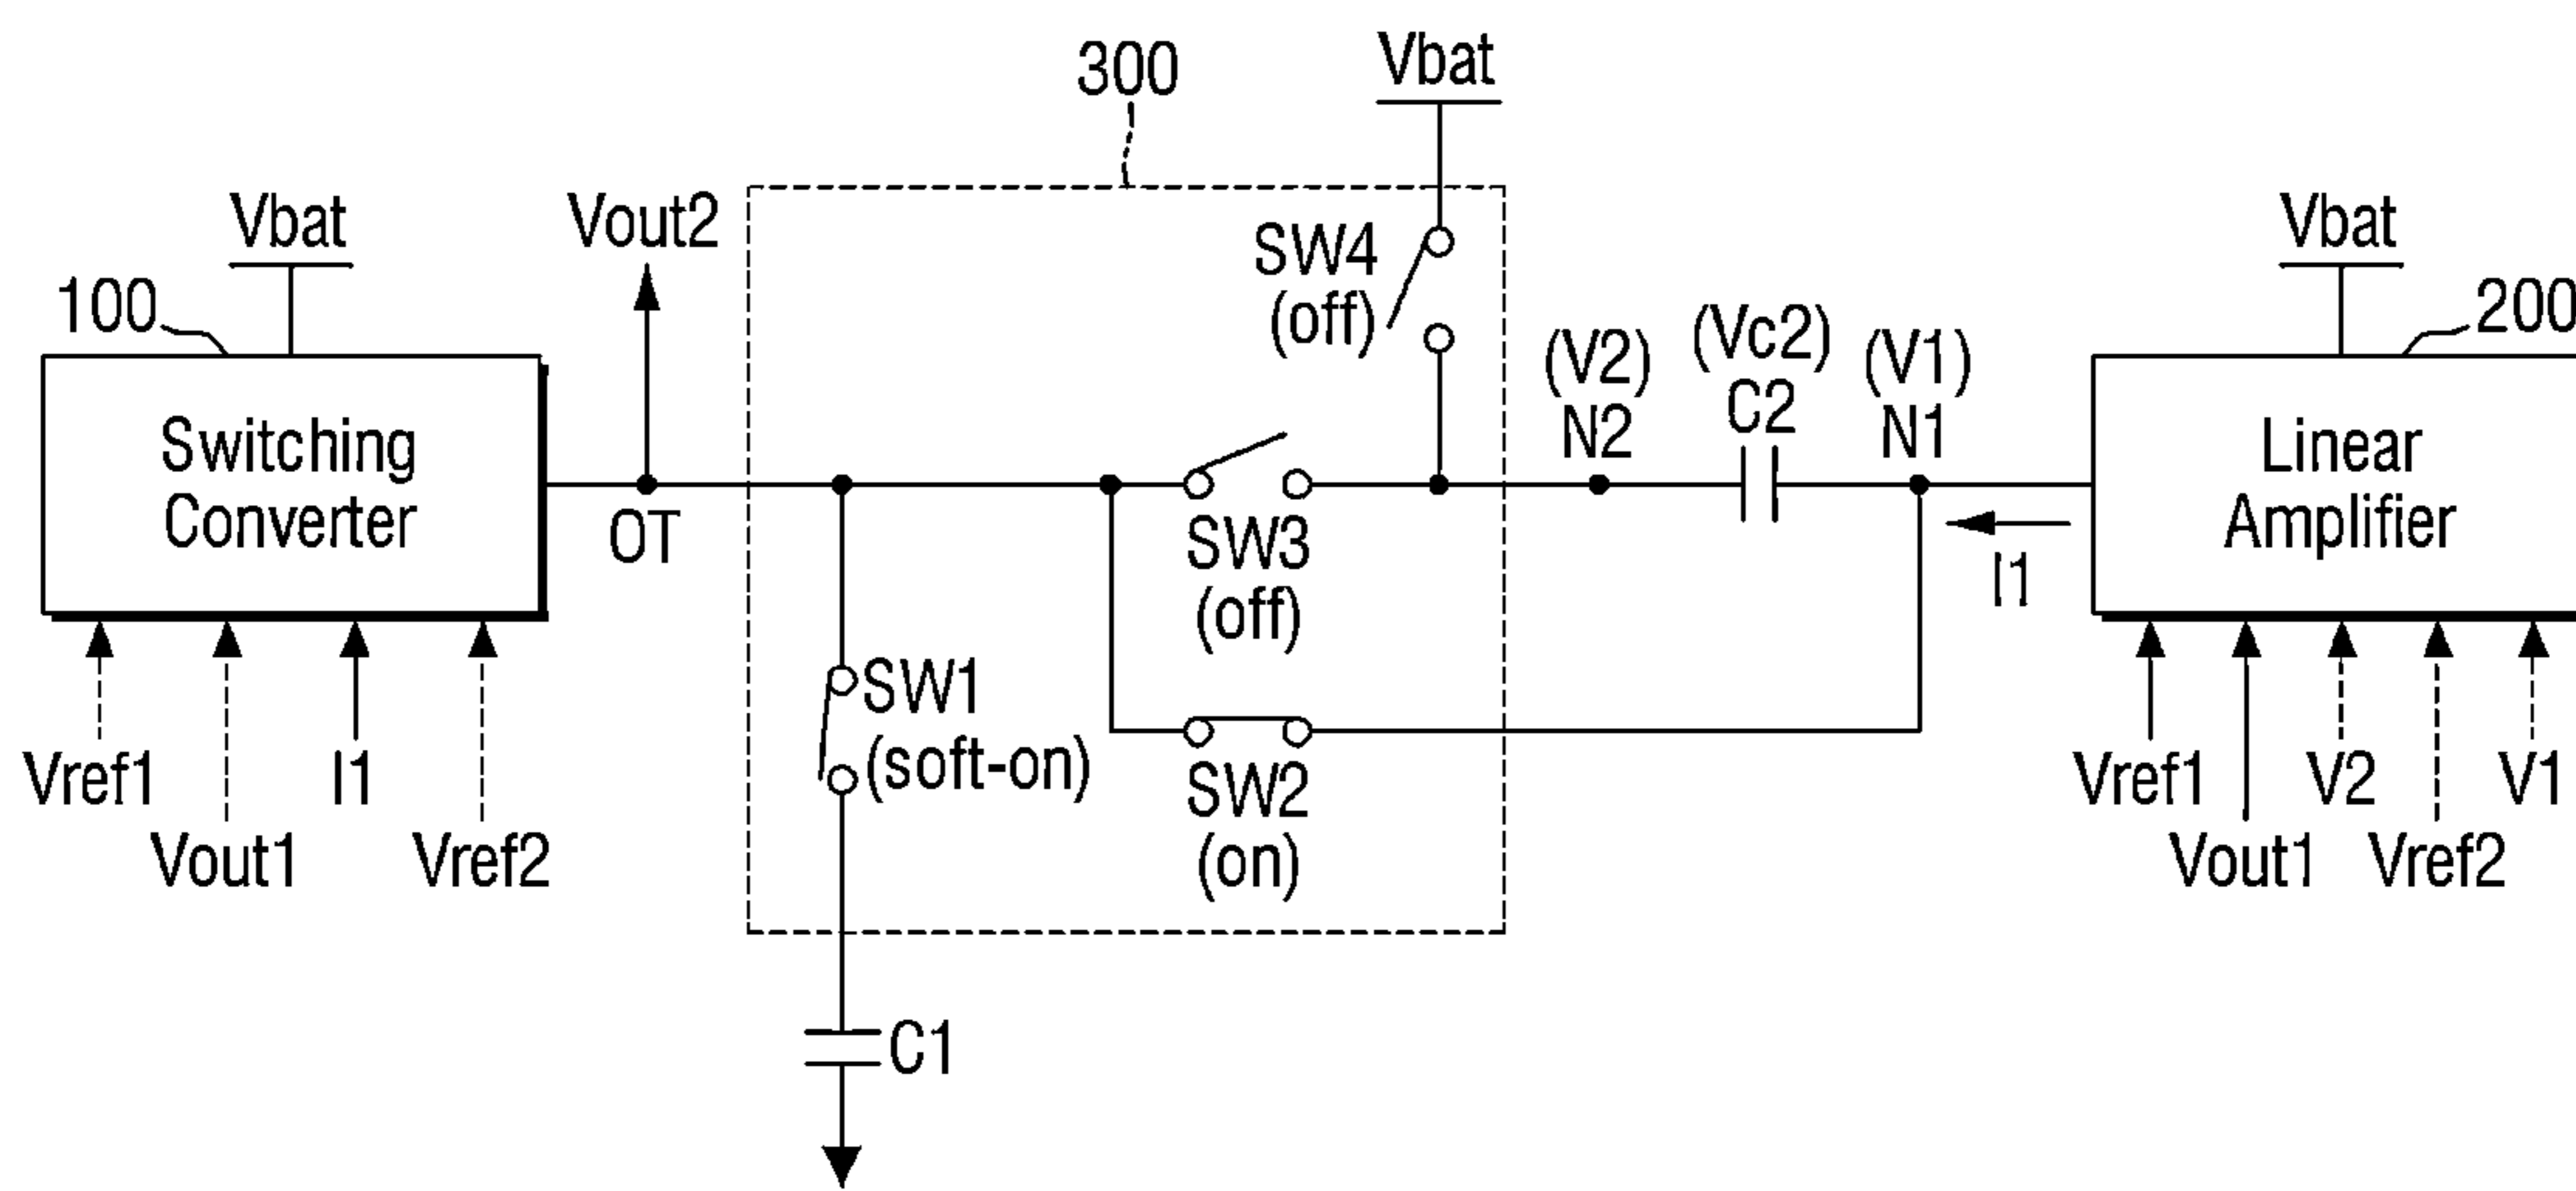 300
Vbat
Vbat
Vout2
Vbat
100
SW4
(off)
200
Switching
Converter
OT
(V2)
N2
(Vc2)
C2
(V1)
N1
Linear
Amplifier
SW3
(off)
I1
SW1
(soft-on)
SW2
(on)
Vref1
Vout1
I1
Vref2
Vref1
Vout1
V2
Vref2
V1
C1